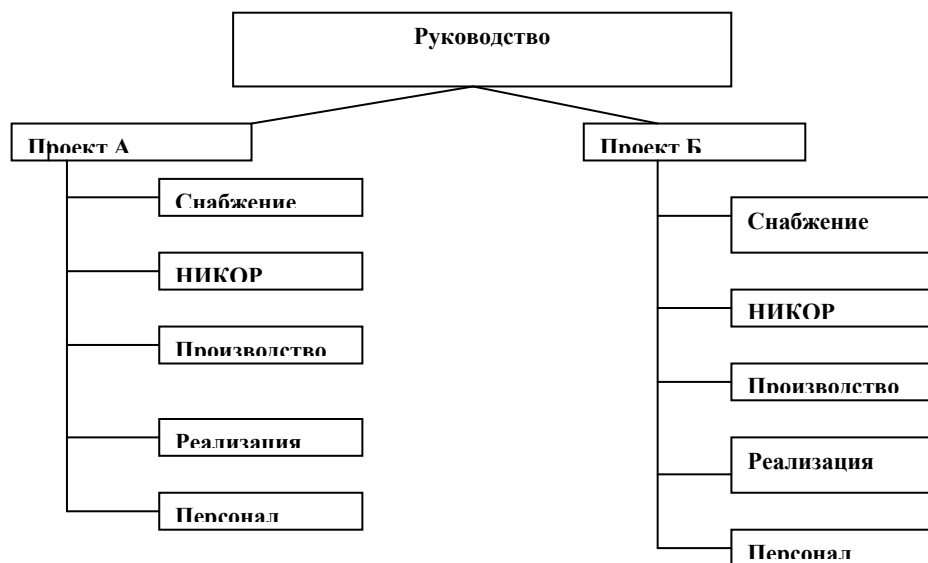 Руководство
Проект А
Проект Б
Снабжение
НИКОР
Производство
Реализация
Персонал
Снабжение
НИКОР
Производство
Реализация
Персонал